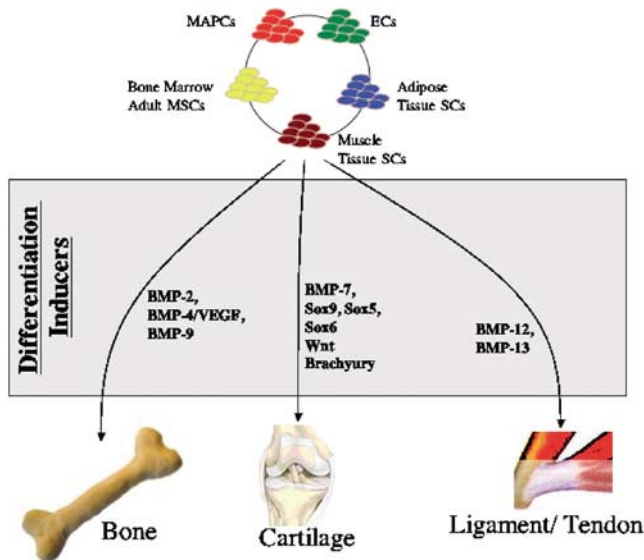 MAPCs
ECs
Bone Marrow
Adult MSCs
Adipose
Tissue SCs
Muscle
Tissue SCs
Differentiation
Inducers
BMP-2,
BMP-4/VEGF,
BMP-9
BMP-7,
Sox9, Sox5,
Sox6
Wnt
Brachyury
BMP-12,
BMP-13
Bone
Cartilage
Ligament/ Tendon